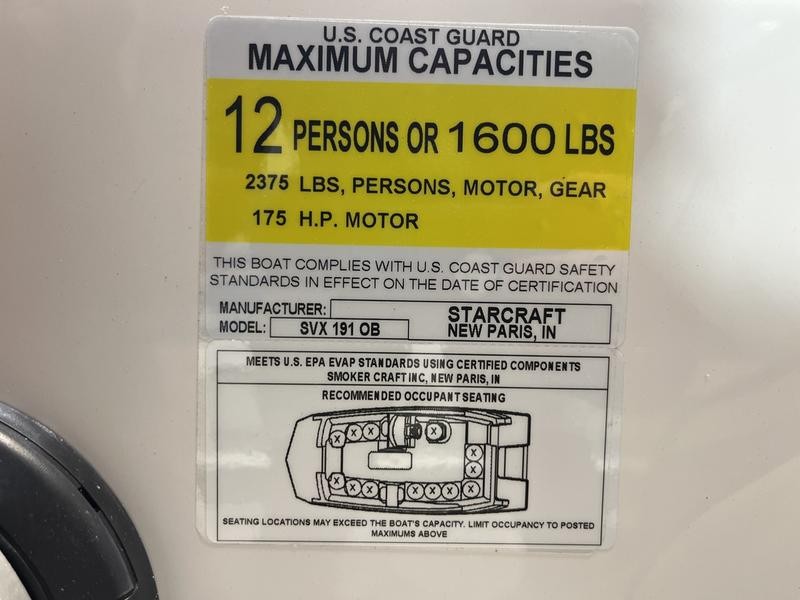 U.S. COAST GUARD
MAXIMUM CAPACITIES
12 PERSONS OR 1600 LBS
2375 LBS, PERSONS, MOTOR, GEAR
175 H.P. MOTOR
THIS BOAT COMPLIES WITH U.S. COAST GUARD SAFETY
STANDARDS IN EFFECT ON THE DATE OF CERTIFICATION
MANUFACTURER: STARCRAFT
MODEL: SVX 191 OB NEW PARIS, IN
MEETS U.S. EPA EVAP STANDARDS USING CERTIFIED COMPONENTS
SMOKER CRAFT INC, NEW PARIS, IN
RECOMMENDED OCCUPANT SEATING
X X X X
X
X
X X X X X X X X
SEATING LOCATIONS MAY EXCEED THE BOAT'S CAPACITY. LIMIT OCCUPANCY TO POSTED
MAXIMUMS ABOVE